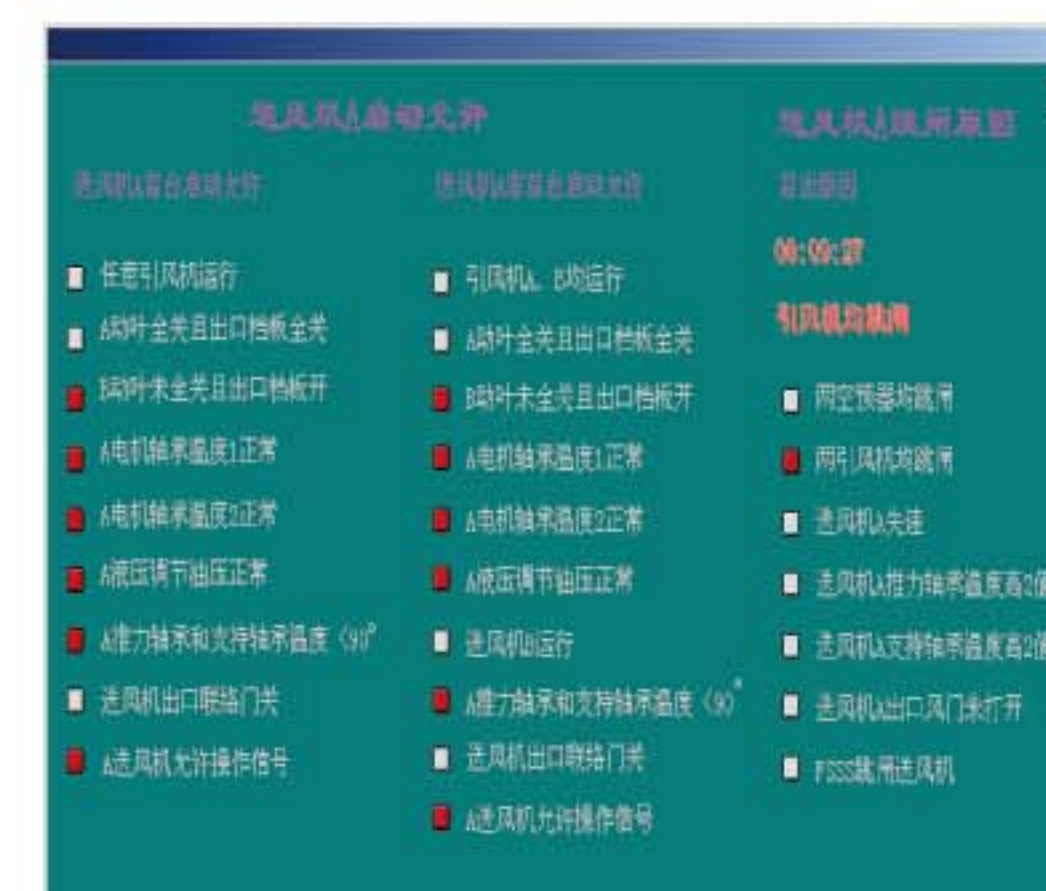 送风机A启动允许
送风机A首台启动允许
任意引风机运行
A动叶全关且出口档板全关
B动叶未全关且出口档板开
A电机轴承温度1正常
A电机轴承温度2正常
A液压调节油压正常
A推力轴承和支持轴承温度〈90°
送风机出口联络门关
A送风机允许操作信号
送风机A非首台启动允许
引风机A、B均运行
A动叶全关且出口档板全关
B动叶未全关且出口档板开
A电机轴承温度1正常
A电机轴承温度2正常
A液压调节油压正常
送风机B运行
A推力轴承和支持轴承温度〈90°
送风机出口联络门关
A送风机允许操作信号
送风机A跳闸原因
首出原因
00:09:27
引风机均跳闸
两空预器均跳闸
两引风机均跳闸
送风机A失速
送风机A推力轴承温度高2值
送风机A支持轴承温度高2值
送风机A出口风门未打开
FSSS跳闸送风机